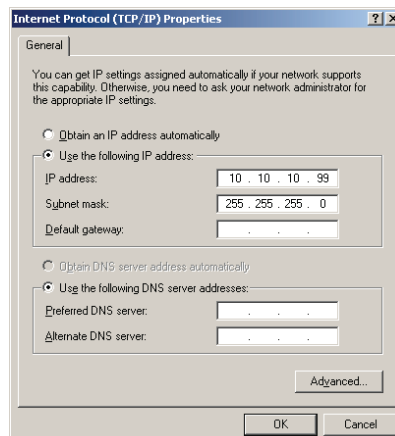 Internet Protocol (TCP/IP) Properties
? x
General
You can get IP settings assigned automatically if your network supports
this capability. Otherwise, you need to ask your network administrator for
the appropriate IP settings.
Obtain an IP address automatically
Use the following IP address:
IP address: 10 . 10 . 10 . 99
Subnet mask: 255 . 255 . 255 . 0
Default gateway: . . .
Obtain DNS server address automatically
Use the following DNS server addresses:
Preferred DNS server: . . .
Alternate DNS server: . . .
Advanced...
OK Cancel